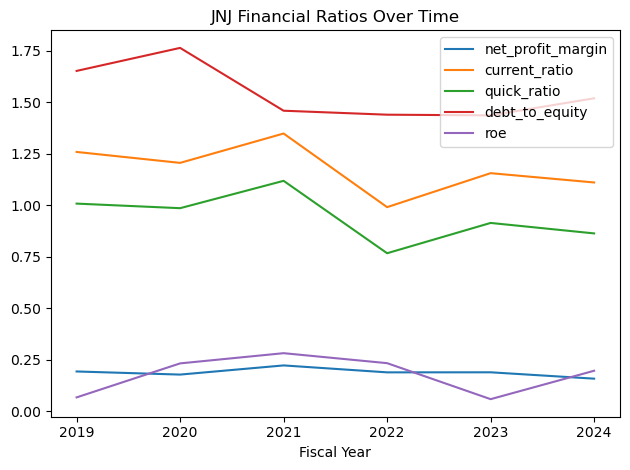 JNJ Financial Ratios Over Time
1.75
1.50
1.25
1.00
0.75
0.50
0.25
0.00
net_profit_margin
current_ratio
quick_ratio
debt_to_equity
roe
2019 2020 2021 2022 2023 2024
Fiscal Year